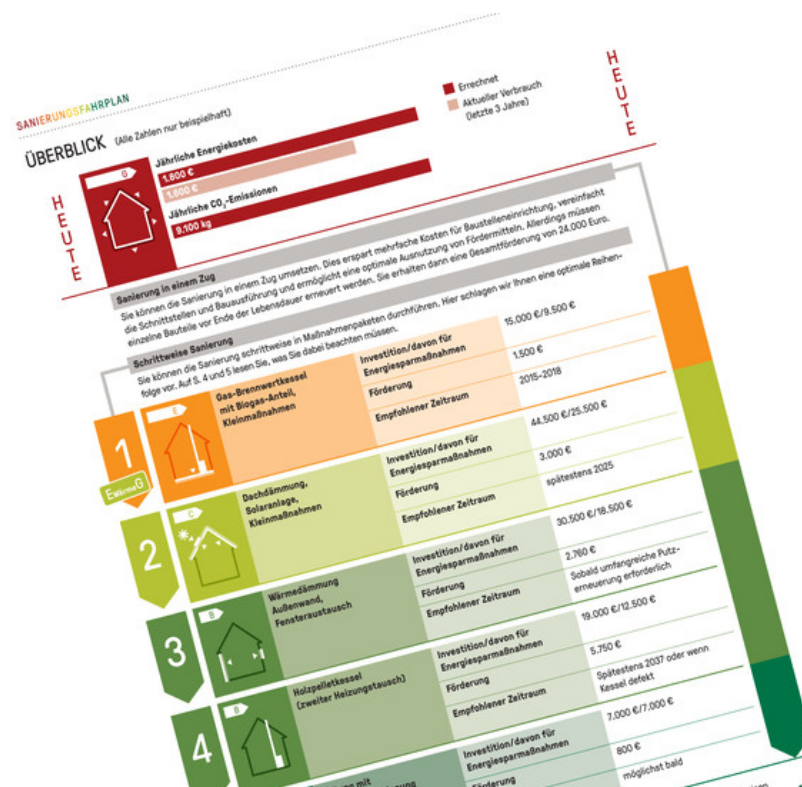 SANIERUNGSFAHRPLAN
ÜBERBLICK (Alle Zahlen nur beispielhaft)
HEUTE
G
Jährliche Energiekosten
1.800 €
1.600 €
Jährliche CO₂-Emissionen
9.100 kg
Errechnet
Aktueller Verbrauch
(letzte 3 Jahre)
HEUTE
Sanierung in einem Zug
Sie können die Sanierung in einem Zug umsetzen. Dies erspart mehrfache Kosten für Baustelleneinrichtung, vereinfacht
die Schnittstellen und Bauausführung und ermöglicht eine optimale Ausnutzung von Fördermitteln. Allerdings müssen
einzelne Bauteile vor Ende der Lebensdauer erneuert werden. Sie erhalten dann eine Gesamtförderung von 24.000 Euro.
Schrittweise Sanierung
Sie können die Sanierung schrittweise in Maßnahmenpaketen durchführen. Hier schlagen wir Ihnen eine optimale Reihen-
folge vor. Auf S. 4 und 5 lesen Sie, was Sie dabei beachten müssen.
1
EWärmeG
E
Gas-Brennwertkessel
mit Biogas-Anteil,
Kleinmaßnahmen
Investition/davon für
Energiesparmaßnahmen
15.000 €/9.500 €
Förderung
1.500 €
Empfohlener Zeitraum
2015-2018
2
C
Dachdämmung,
Solaranlage,
Kleinmaßnahmen
Investition/davon für
Energiesparmaßnahmen
44.500 €/25.500 €
Förderung
3.000 €
Empfohlener Zeitraum
spätestens 2025
3
B
Wärmedämmung
Außenwand,
Fensteraustausch
Investition/davon für
Energiesparmaßnahmen
30.500 €/18.500 €
Förderung
2.760 €
Empfohlener Zeitraum
Sobald umfangreiche Putz-
erneuerung erforderlich
4
B
Holzpelletkessel
(zweiter Heizungstausch)
Investition/davon für
Energiesparmaßnahmen
19.000 €/12.500 €
Förderung
5.750 €
Empfohlener Zeitraum
Spätestens 2037 oder wenn
Kessel defekt
mit
Investition/davon für
Energiesparmaßnahmen
7.000 €/7.000 €
Förderung
800 €
möglichst bald